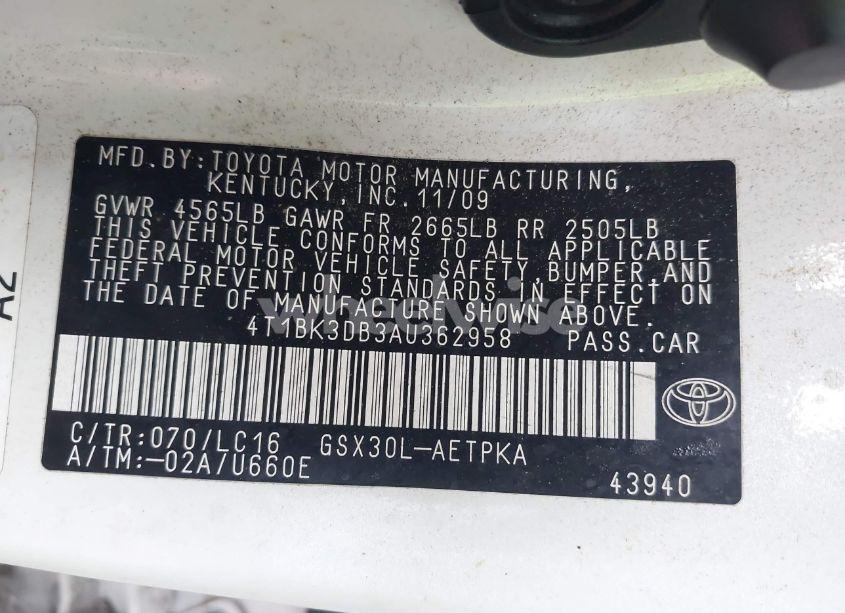 MFD.BY:TOYOTA MOTOR MANUFACTURING,
KENTUCKY,INC.11/09
GVWR 4565LB GAWR FR 2665LB RR 2505LB
THIS VEHICLE CONFORMS TO ALL APPLICABLE
FEDERAL MOTOR VEHICLE SAFETY,BUMPER,AND
THEFT PREVENTION STANDARDS IN EFFECT ON
THE DATE OF MANUFACTURE SHOWN ABOVE.
wheelwise
4T1BK3DB3AU362958 PASS.CAR
C/TR:070/LC16 GSX30L-AETPKA
A/TM:-02A/U660E
43940
A2